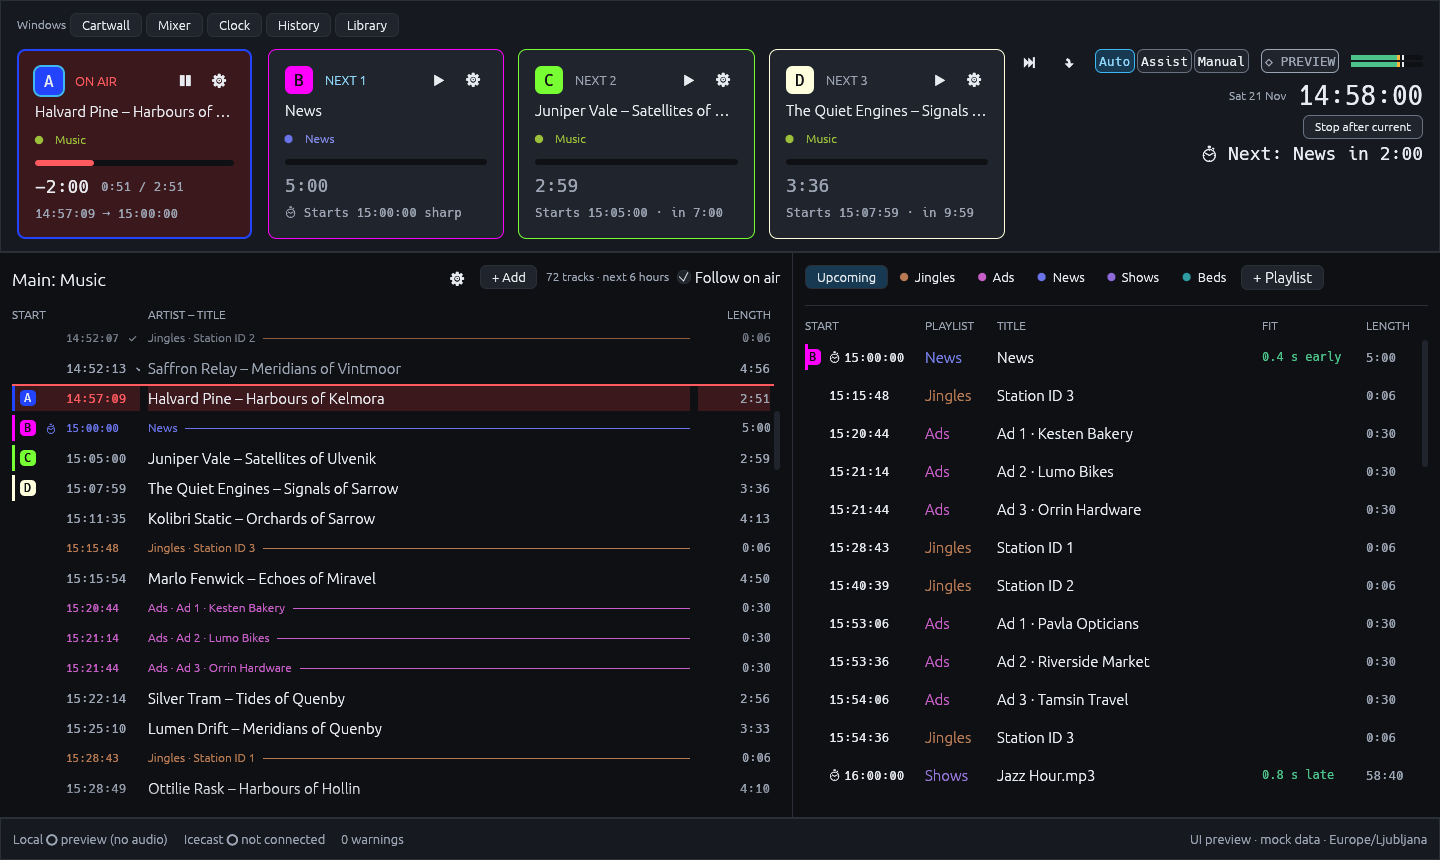 Windows Cartwall Mixer Clock History Library
A ON AIR
Halvard Pine – Harbours of ...
Music
−2:00 0:51 / 2:51
14:57:09 → 15:00:00
B NEXT 1
News
News
5:00
Starts 15:00:00 sharp
C NEXT 2
Juniper Vale – Satellites of ...
Music
2:59
Starts 15:05:00 · in 7:00
D NEXT 3
The Quiet Engines – Signals ...
Music
3:36
Starts 15:07:59 · in 9:59
Auto Assist Manual ◇ PREVIEW
Sat 21 Nov 14:58:00
Stop after current
Next: News in 2:00
Main: Music + Add 72 tracks · next 6 hours Follow on air
START ARTIST – TITLE LENGTH
14:52:07 ✓ Jingles · Station ID 2 0:06
14:52:13 Saffron Relay – Meridians of Vintmoor 4:56
A 14:57:09 Halvard Pine – Harbours of Kelmora 2:51
B 15:00:00 News 5:00
C 15:05:00 Juniper Vale – Satellites of Ulvenik 2:59
D 15:07:59 The Quiet Engines – Signals of Sarrow 3:36
15:11:35 Kolibri Static – Orchards of Sarrow 4:13
15:15:48 Jingles · Station ID 3 0:06
15:15:54 Marlo Fenwick – Echoes of Miravel 4:50
15:20:44 Ads · Ad 1 · Kesten Bakery 0:30
15:21:14 Ads · Ad 2 · Lumo Bikes 0:30
15:21:44 Ads · Ad 3 · Orrin Hardware 0:30
15:22:14 Silver Tram – Tides of Quenby 2:56
15:25:10 Lumen Drift – Meridians of Quenby 3:33
15:28:43 Jingles · Station ID 1 0:06
15:28:49 Ottilie Rask – Harbours of Hollin 4:10
Upcoming Jingles Ads News Shows Beds + Playlist
START PLAYLIST TITLE FIT LENGTH
B 15:00:00 News News 0.4 s early 5:00
15:15:48 Jingles Station ID 3 0:06
15:20:44 Ads Ad 1 · Kesten Bakery 0:30
15:21:14 Ads Ad 2 · Lumo Bikes 0:30
15:21:44 Ads Ad 3 · Orrin Hardware 0:30
15:28:43 Jingles Station ID 1 0:06
15:40:39 Jingles Station ID 2 0:06
15:53:06 Ads Ad 1 · Pavla Opticians 0:30
15:53:36 Ads Ad 2 · Riverside Market 0:30
15:54:06 Ads Ad 3 · Tamsin Travel 0:30
15:54:36 Jingles Station ID 3 0:06
16:00:00 Shows Jazz Hour.mp3 0.8 s late 58:40
Local preview (no audio) Icecast not connected 0 warnings
UI preview · mock data · Europe/Ljubljana